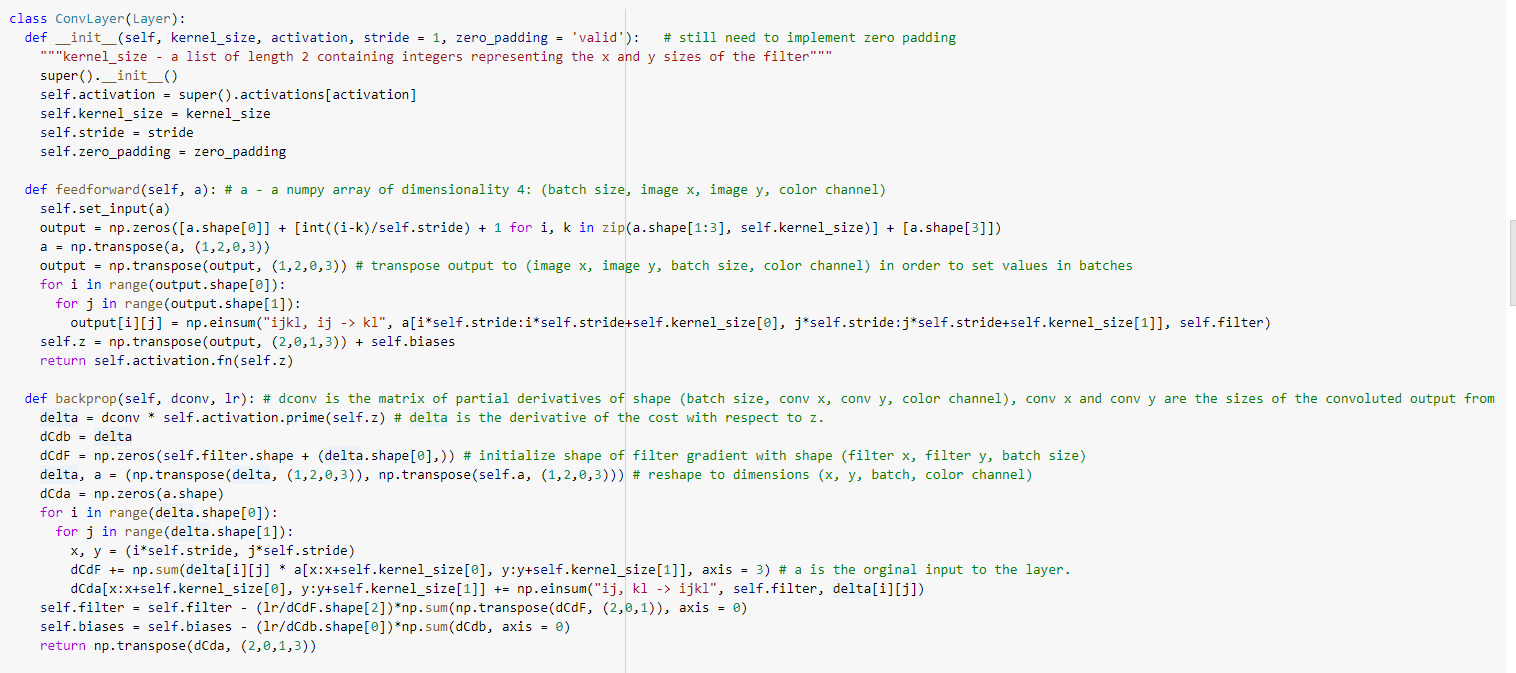 class ConvLayer(Layer):
  def __init__(self, kernel_size, activation, stride = 1, zero_padding = 'valid'):   # still need to implement zero padding
    """kernel_size - a list of length 2 containing integers representing the x and y sizes of the filter"""
    super().__init__()
    self.activation = super().activations[activation]
    self.kernel_size = kernel_size
    self.stride = stride
    self.zero_padding = zero_padding

  def feedforward(self, a): # a - a numpy array of dimensionality 4: (batch size, image x, image y, color channel)
    self.set_input(a)
    output = np.zeros([a.shape[0]] + [int((i-k)/self.stride) + 1 for i, k in zip(a.shape[1:3], self.kernel_size)] + [a.shape[3]])
    a = np.transpose(a, (1,2,0,3))
    output = np.transpose(output, (1,2,0,3)) # transpose output to (image x, image y, batch size, color channel) in order to set values in batches
    for i in range(output.shape[0]):
      for j in range(output.shape[1]):
        output[i][j] = np.einsum("ijkl, ij -> kl", a[i*self.stride:i*self.stride+self.kernel_size[0], j*self.stride:j*self.stride+self.kernel_size[1]], self.filter)
    self.z = np.transpose(output, (2,0,1,3)) + self.biases
    return self.activation.fn(self.z)

  def backprop(self, dconv, lr): # dconv is the matrix of partial derivatives of shape (batch size, conv x, conv y, color channel), conv x and conv y are the sizes of the convoluted output from
    delta = dconv * self.activation.prime(self.z) # delta is the derivative of the cost with respect to z.
    dCdb = delta
    dCdF = np.zeros(self.filter.shape + (delta.shape[0],)) # initialize shape of filter gradient with shape (filter x, filter y, batch size)
    delta, a = (np.transpose(delta, (1,2,0,3)), np.transpose(self.a, (1,2,0,3))) # reshape to dimensions (x, y, batch, color channel)
    dCda = np.zeros(a.shape)
    for i in range(delta.shape[0]):
      for j in range(delta.shape[1]):
        x, y = (i*self.stride, j*self.stride)
        dCdF += np.sum(delta[i][j] * a[x:x+self.kernel_size[0], y:y+self.kernel_size[1]], axis = 3) # a is the orginal input to the layer.
        dCda[x:x+self.kernel_size[0], y:y+self.kernel_size[1]] += np.einsum("ij, kl -> ijkl", self.filter, delta[i][j])
    self.filter = self.filter - (lr/dCdF.shape[2])*np.sum(np.transpose(dCdF, (2,0,1)), axis = 0)
    self.biases = self.biases - (lr/dCdb.shape[0])*np.sum(dCdb, axis = 0)
    return np.transpose(dCda, (2,0,1,3))